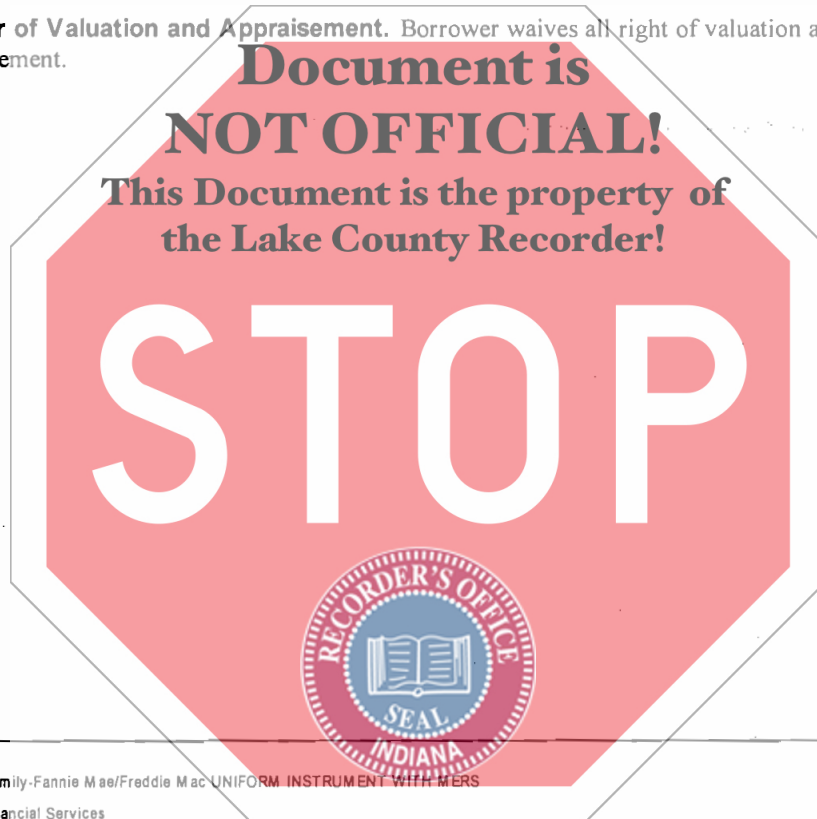 r of Valuation and Appraisement. Borrower waives all right of valuation a
ement.
Document is
NOT OFFICIAL!
This Document is the property of
the Lake County Recorder!
STOP
RECORDER'S OFFICE
SEAL
INDIANA
mily-Fannie Mae/Freddie Mac UNIFORM INSTRUMENT WITH MERS
ancial Services